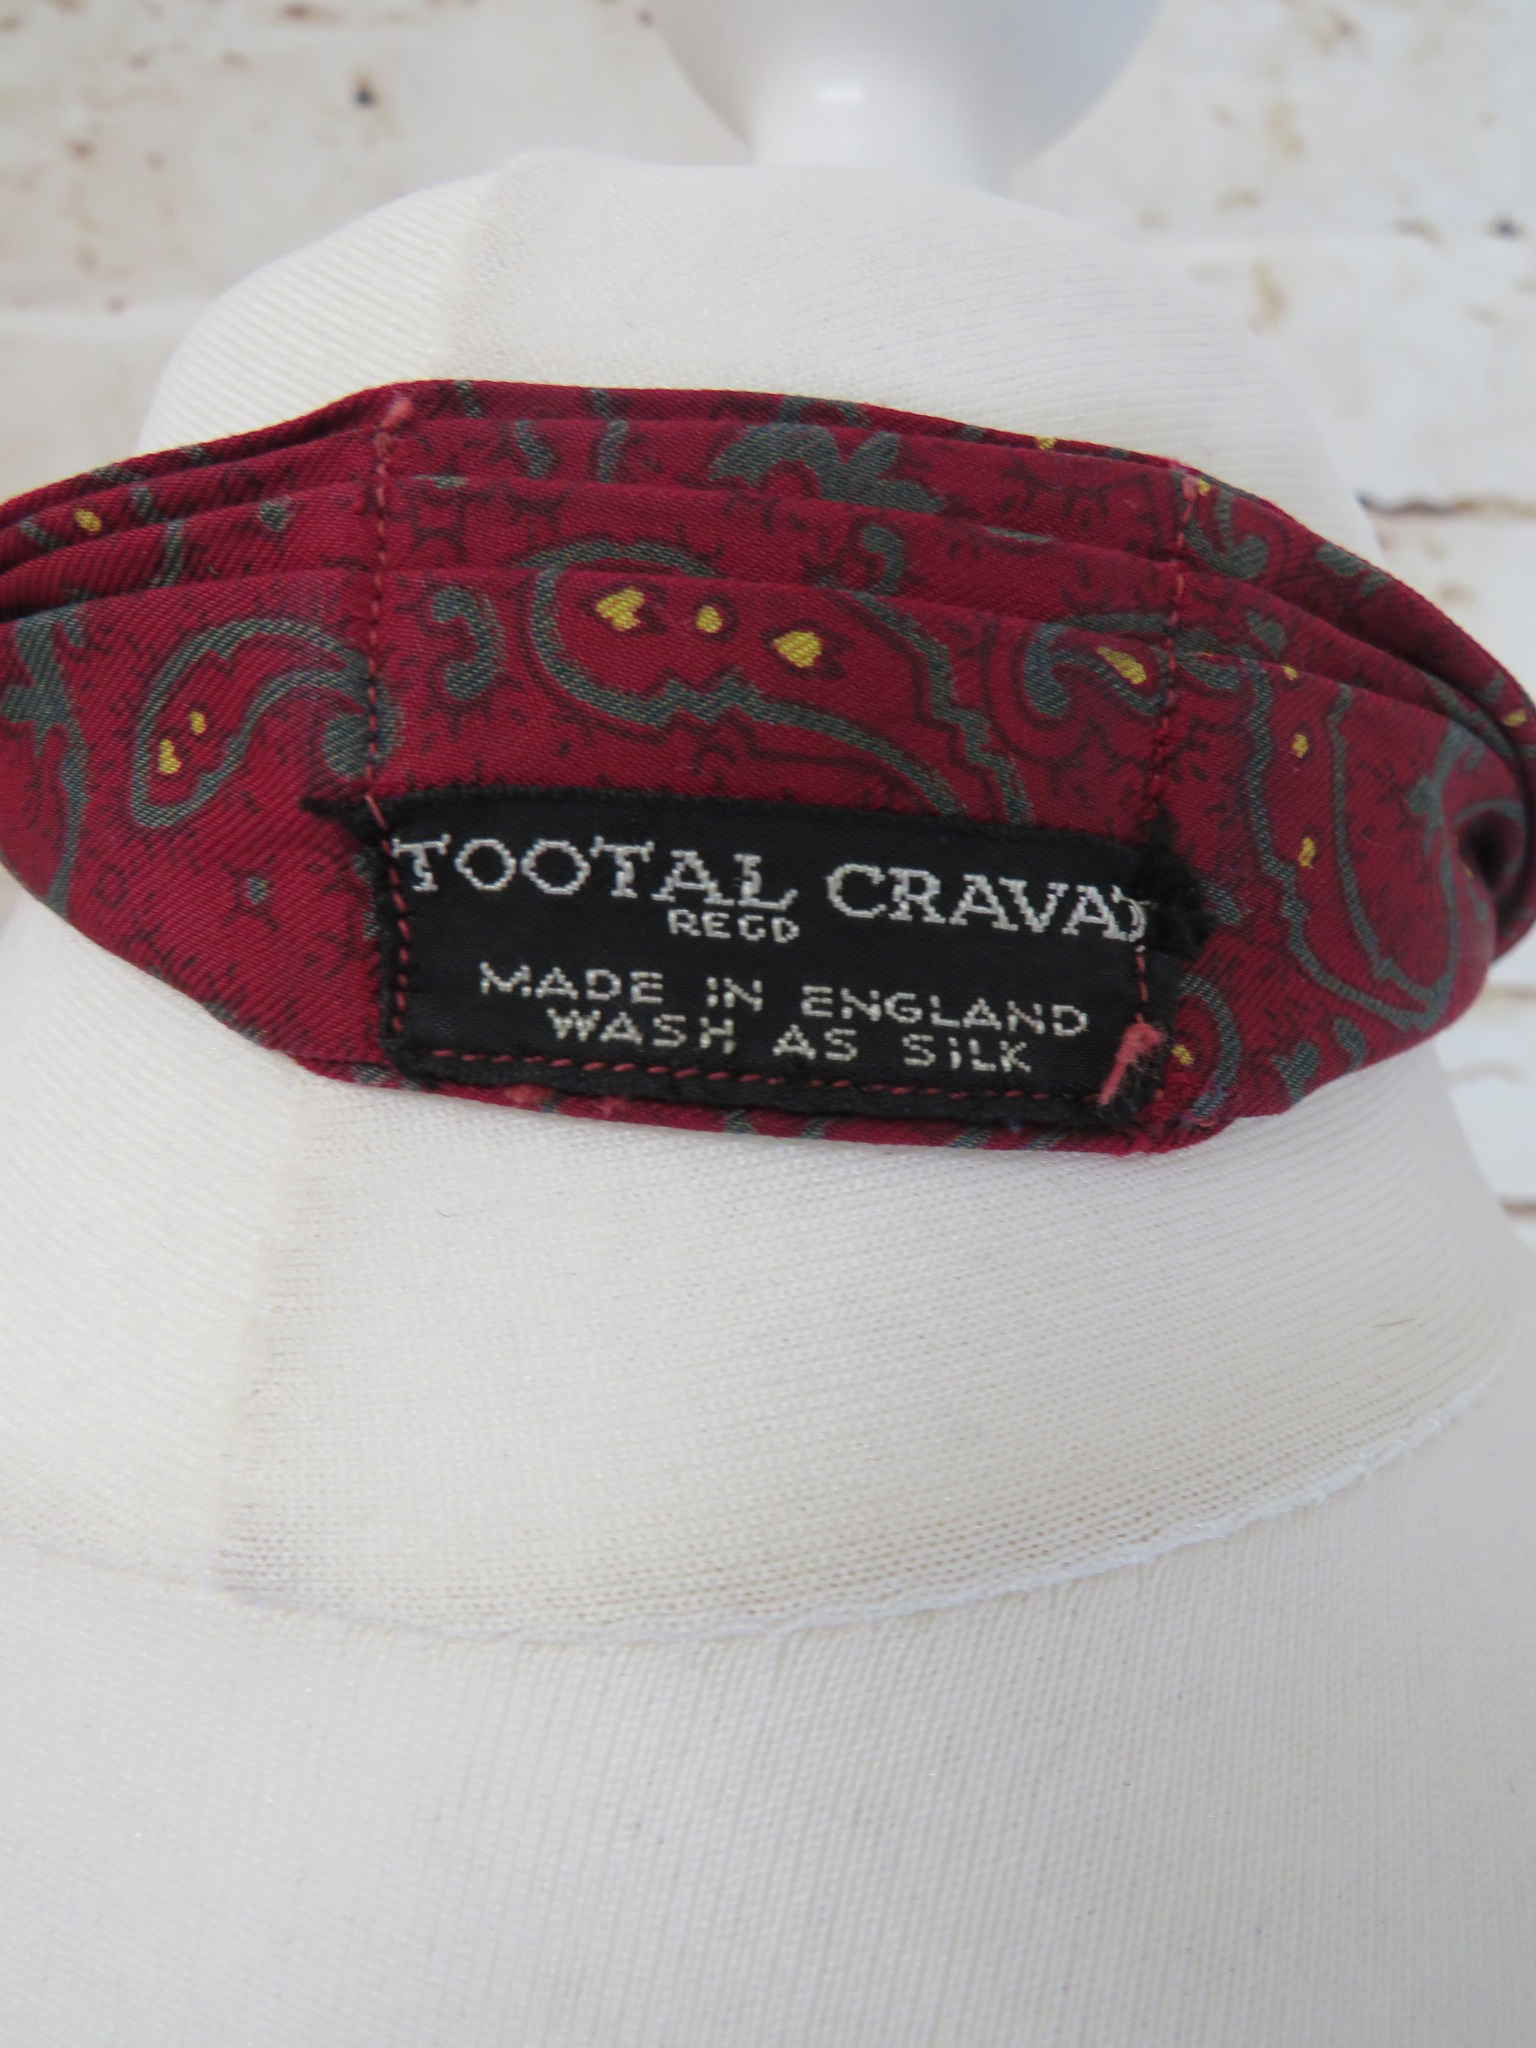 TOOTAL CRAVAT
REGD
MADE IN ENGLAND
WASH AS SILK